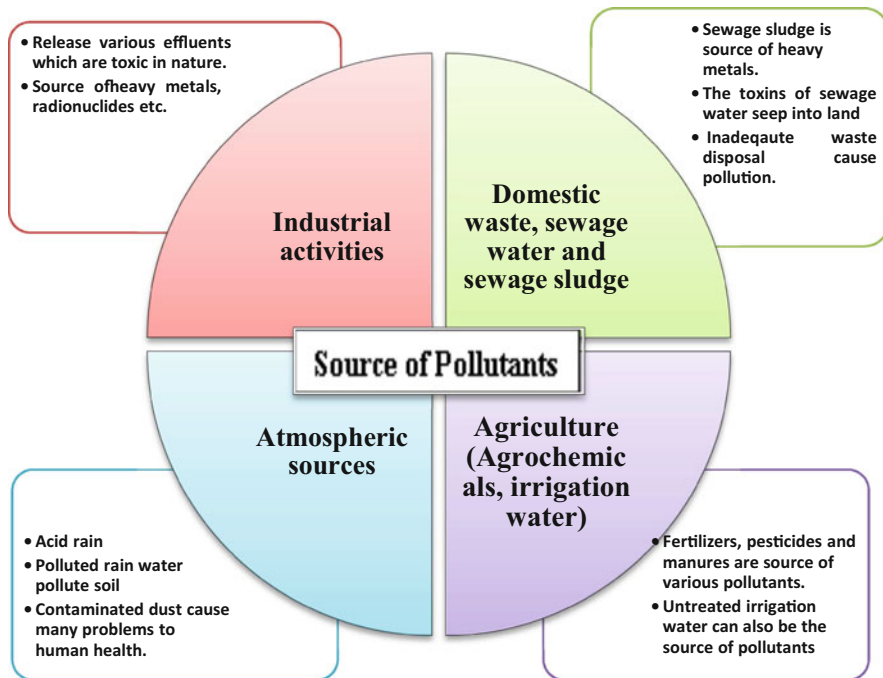 • Release various effluents
which are toxic in nature.
• Source ofheavy metals,
radionuclides etc.
• Sewage sludge is
source of heavy
metals.
• The toxins of sewage
water seep into land
• Inadeqaute waste
disposal cause
pollution.
Industrial
activities
Domestic
waste, sewage
water and
sewage sludge
Source of Pollutants
Atmospheric
sources
Agriculture
(Agrochemic
als, irrigation
water)
• Acid rain
• Polluted rain water
pollute soil
• Contaminated dust cause
many problems to
human health.
• Fertilizers, pesticides and
manures are source of
various pollutants.
• Untreated irrigation
water can also be the
source of pollutants